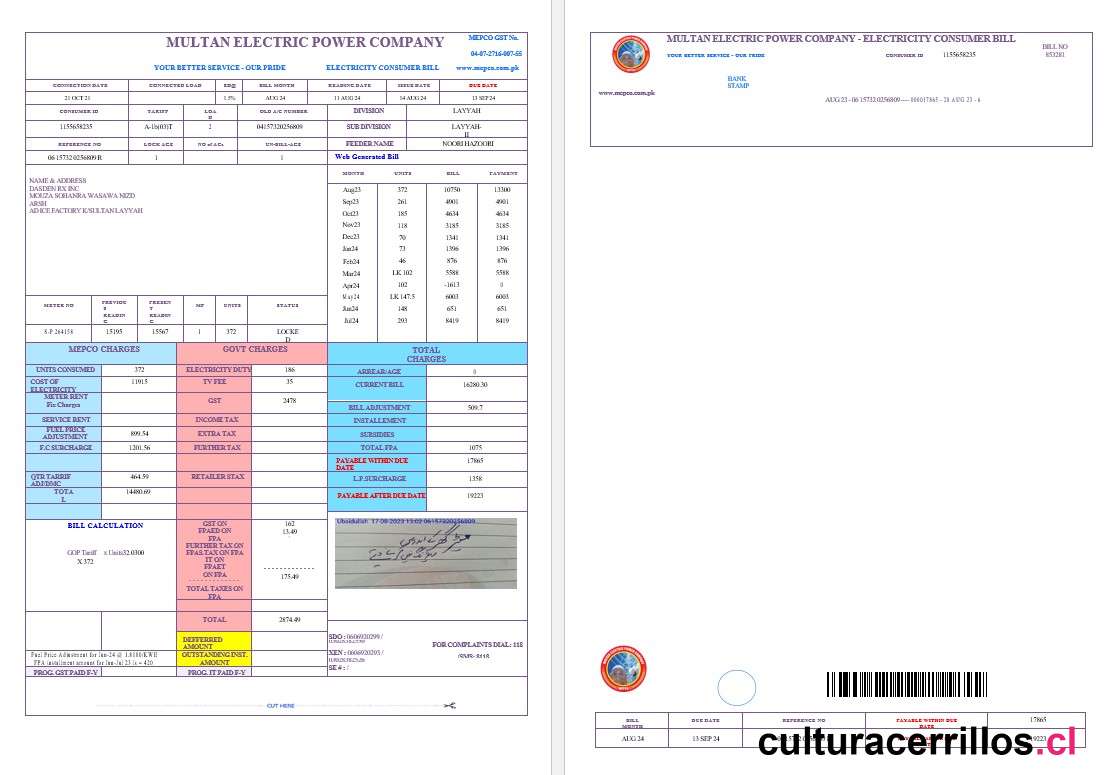 MULTAN ELECTRIC POWER COMPANY
MEPCO GST No.
04-07-2716-007-55
YOUR BETTER SERVICE - OUR PRIDE
ELECTRICITY CONSUMER BILL
www.mepco.com.pk
CONNECTION DATE CONNECTED LOAD ED@ BILL MONTH READING DATE ISSUE DATE DUE DATE
21 OCT 21 1.5% AUG 24 11 AUG 24 14 AUG 24 13 SEP 24
CONSUMER ID TARIFF LOA D OLD A/C NUMBER DIVISION LAYYAH
1155658235 A-1b(03)T 2 04157320256809 SUB DIVISION LAYYAH-II
REFERENCE NO LOCK AGE NO of ACs UN-BILL-AGE FEEDER NAME NOORI HAZOORI
06 15732 0256809 R 1 1 Web Generated Bill
NAME & ADDRESS
DASDEN RX INC
MOUZA SOHANRA WASAWA NIZD
ARSH
AD ICE FACTORY K/SULTAN LAYYAH
MONTH UNITS BILL PAYMENT
Aug23 372 10750 13300
Sep23 261 4901 4901
Oct23 185 4634 4634
Nov23 118 3185 3185
Dec23 70 1341 1341
Jan24 73 1396 1396
Feb24 46 876 876
Mar24 LK 102 5588 5588
Apr24 102 -1613 0
May24 LK 147.5 6003 6003
Jun24 148 651 651
Jul24 293 8419 8419
METER NO PREVIOUS READING PRESENT READING MF UNITS STATUS
S-P 264158 15195 15567 1 372 LOCKE D
MEPCO CHARGES
GOVT CHARGES
TOTAL CHARGES
UNITS CONSUMED 372
COST OF ELECTRICITY 11915
METER RENT
Fix Charges
SERVICE RENT
FUEL PRICE ADJUSTMENT 899.54
F.C SURCHARGE 1201.56
QTR TARRIF ADJ/DMC 464.59
TOTA L 14480.69
ELECTRICITY DUTY 186
TV FEE 35
GST 2478
INCOME TAX
EXTRA TAX
FURTHER TAX
RETAILER STAX
ARREAR/AGE 0
CURRENT BILL 16280.30
BILL ADJUSTMENT 509.7
INSTALLEMENT
SUBSIDIES
TOTAL FPA 1075
PAYABLE WITHIN DUE DATE 17865
L.P.SURCHARGE 1358
PAYABLE AFTER DUE DATE 19223
BILL CALCULATION
GOP Tariff x Units32.0300
X 372
GST ON 162
FPAED ON FPA 13.49
FURTHER TAX ON
FPAS.TAX ON FPA
IT ON
FPAET
ON FPA
175.49
TOTAL TAXES ON FPA
TOTAL 2874.49
DEFFERRED AMOUNT
OUTSTANDING INST. AMOUNT
Fuel Price Adjustment for Jun-24 @ 1.8180/KWH
FPA installment amount for Jun-Jul 23 is = 420
PROG. GST PAID F-Y
PROG. IT PAID F-Y
Ubaidullah 17-08-2023 13:02 06157320256809
SDO : 0606920299 /
XEN : 0606920295 /
SE # : /
FOR COMPLAINTS DIAL: 118
/SMS: 8118
CUT HERE
MULTAN ELECTRIC POWER COMPANY - ELECTRICITY CONSUMER BILL
YOUR BETTER SERVICE - OUR PRIDE
CONSUMER ID 1155658235
BILL NO
853281
BANK
STAMP
www.mepco.com.pk
AUG 23 - 06 15732 0256809 ---- 000017865 - 28 AUG 23 - 6
BILL MONTH DUE DATE REFERENCE NO PAYABLE WITHIN DUE DATE 17865
AUG 24 13 SEP 24 19223
culturacerrillos.cl